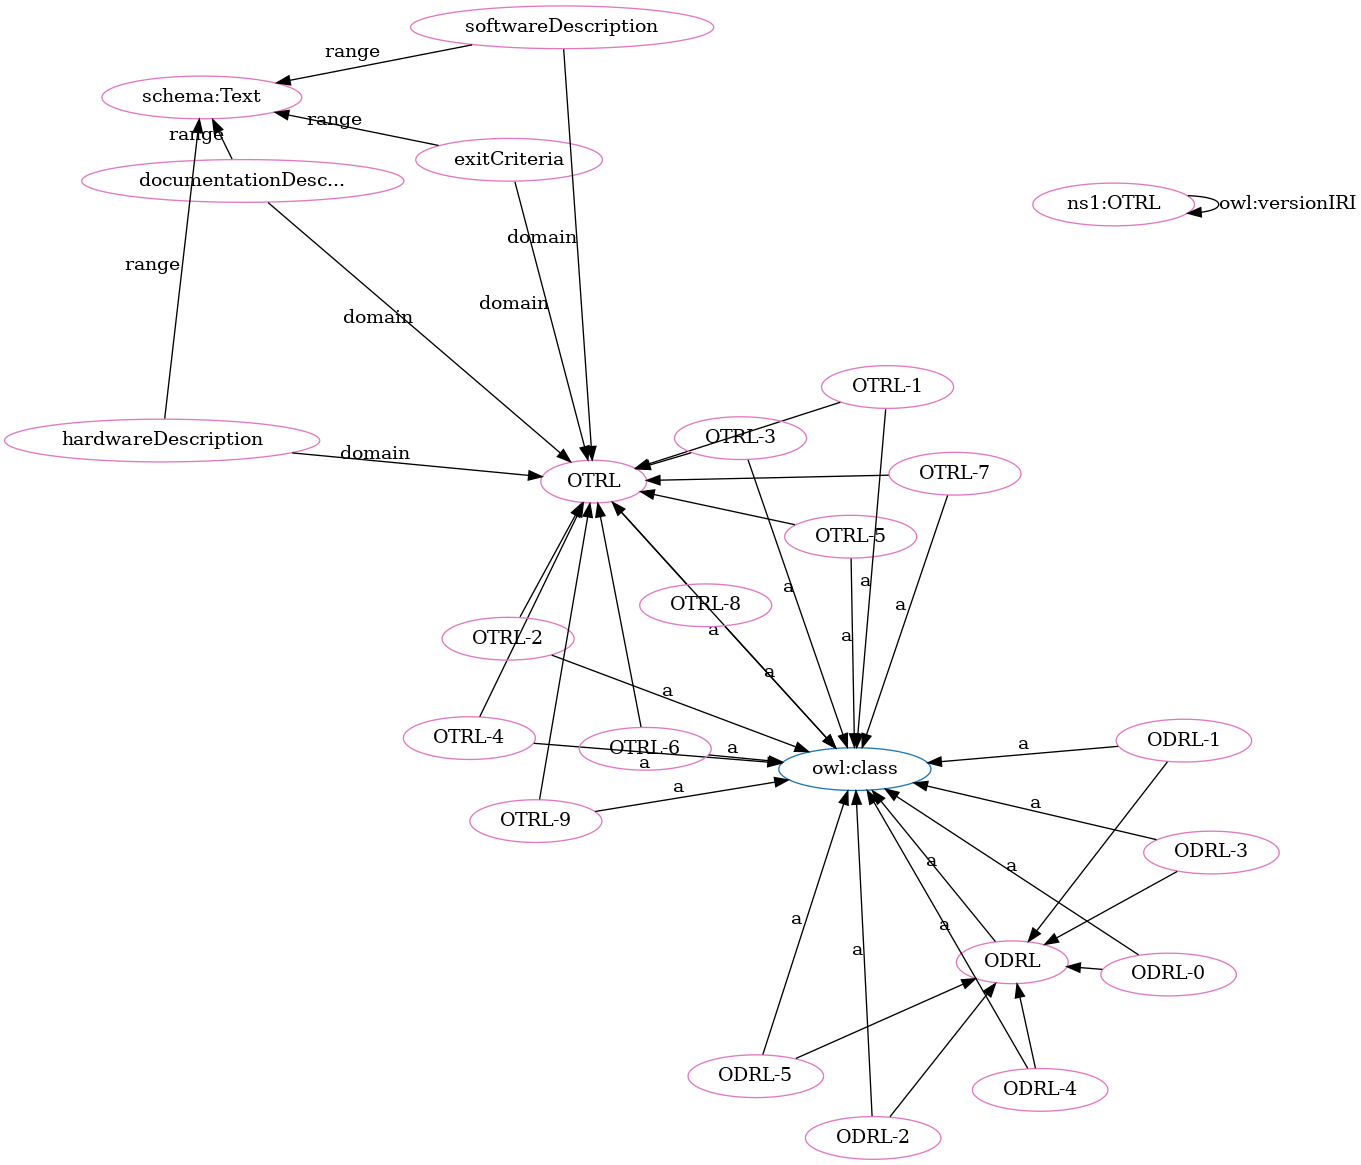 softwareDescription
range
schema:Text
range
range
exitCriteria
documentationDesc...
ns1:OTRL
owl:versionIRI
domain
range
domain
domain
OTRL-1
OTRL-3
hardwareDescription
domain
OTRL
OTRL-7
OTRL-5
a
a
OTRL-8
a
a
a
OTRL-2
a
a
OTRL-4
OTRL-6
a
a
owl:class
a
ODRL-1
a
OTRL-9
a
ODRL-3
a
a
a
a
a
ODRL
ODRL-0
ODRL-5
ODRL-4
ODRL-2